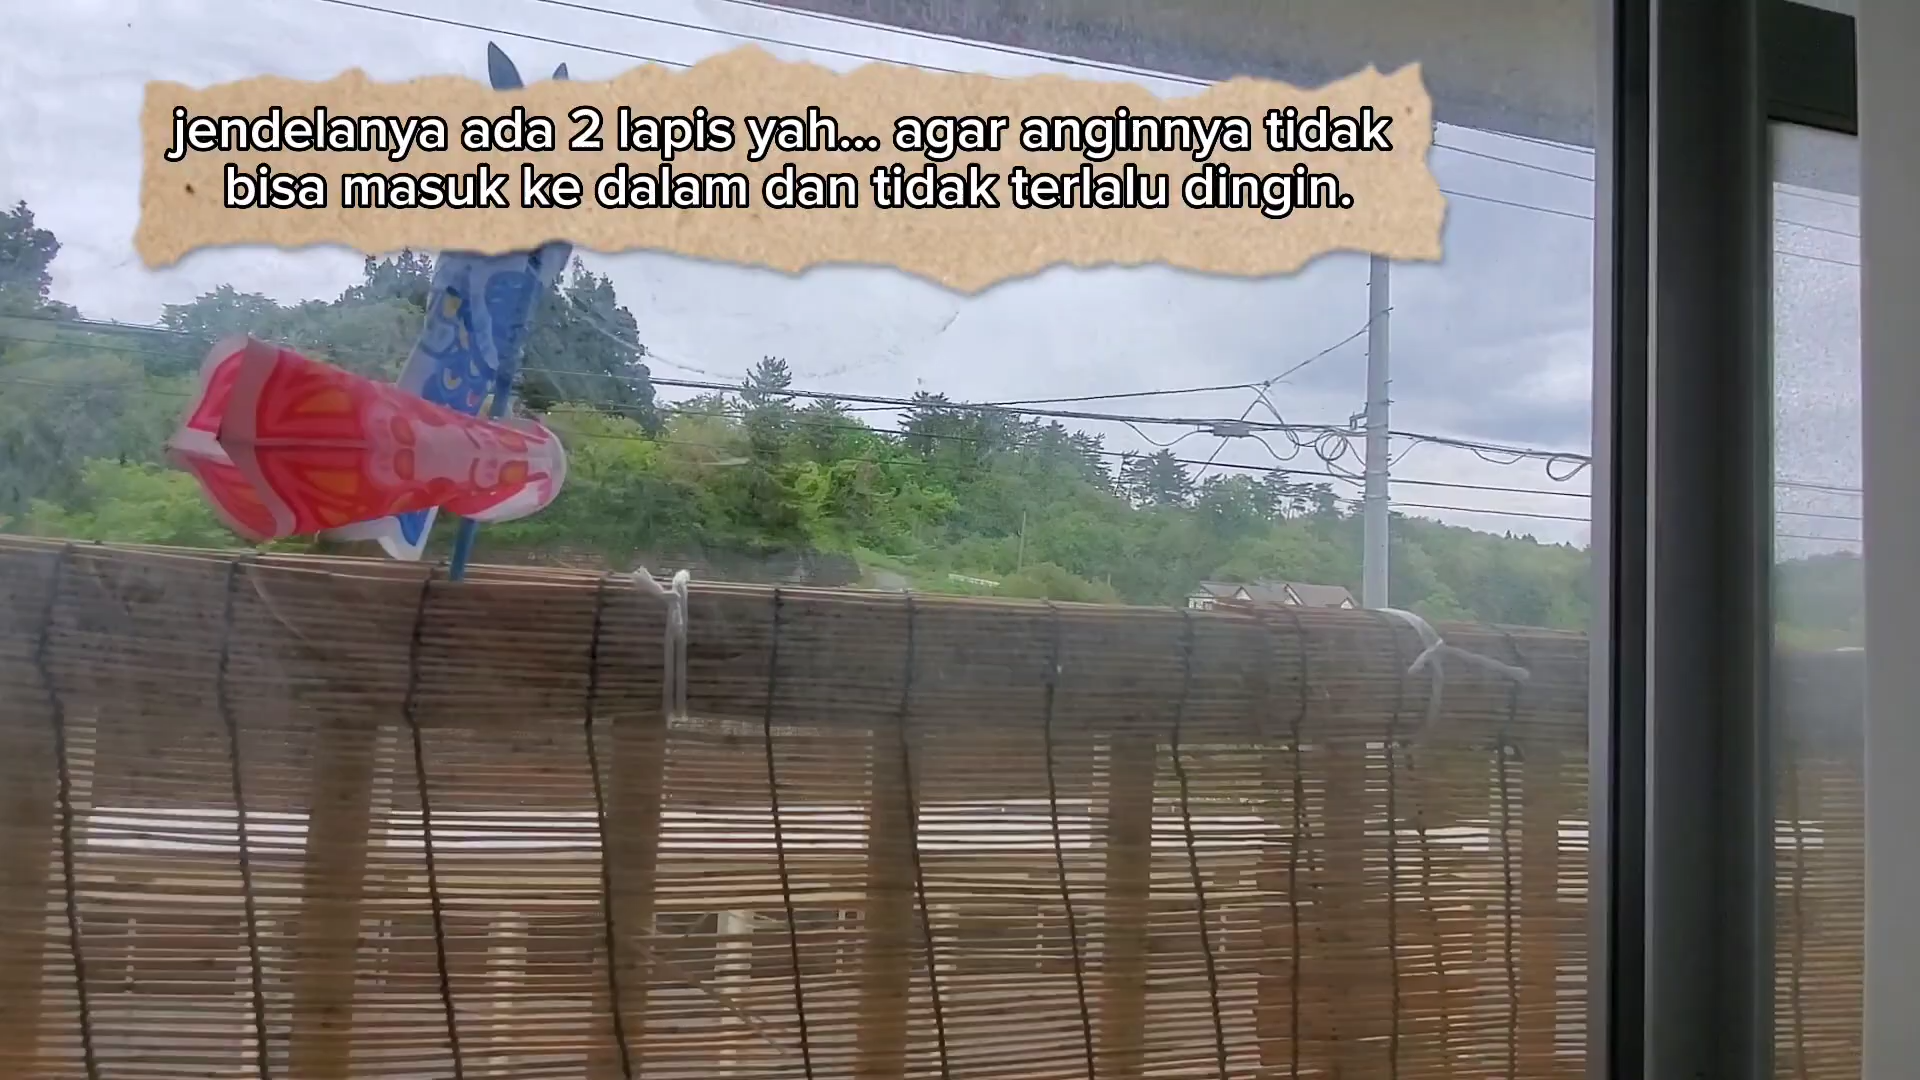 jendelanya ada 2 lapis yah... agar anginnya tidak
bisa masuk ke dalam dan tidak terlalu dingin.